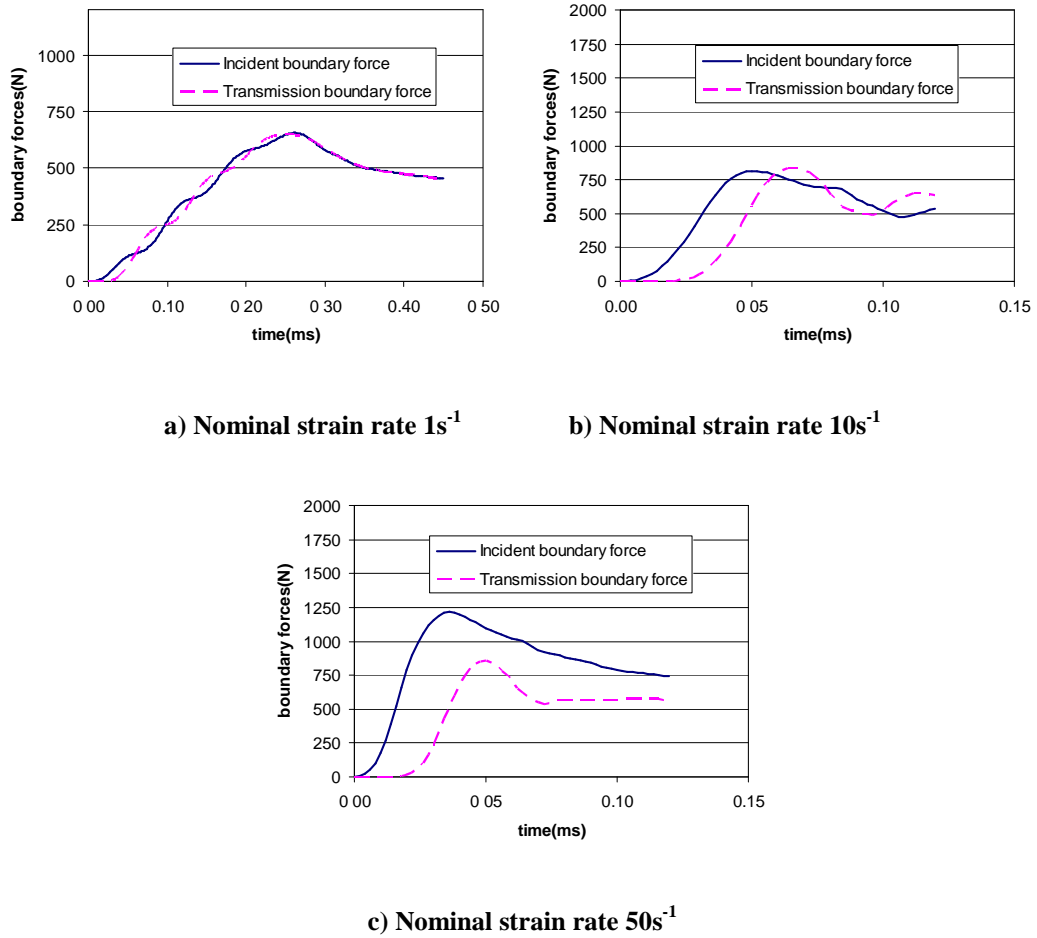 1000
750
500
250
0
boundary forces(N)
Incident boundary force
Transmission boundary force
0 00 0.10 0 20 0 30 0 40 0 50
time(ms)
a) Nominal strain rate 1s-1
2000
1750
1500
1250
1000
750
500
250
0
boundary forces(N)
Incident boundary force
Transmission boundary force
0.00 0 05 0.10 0.15
time(ms)
b) Nominal strain rate 10s-1
2000
1750
1500
1250
1000
750
500
250
0
boundary forces(N)
Incident boundary force
Transmission boundary force
0 00 0 05 0.10 0.15
time(ms)
c) Nominal strain rate 50s-1